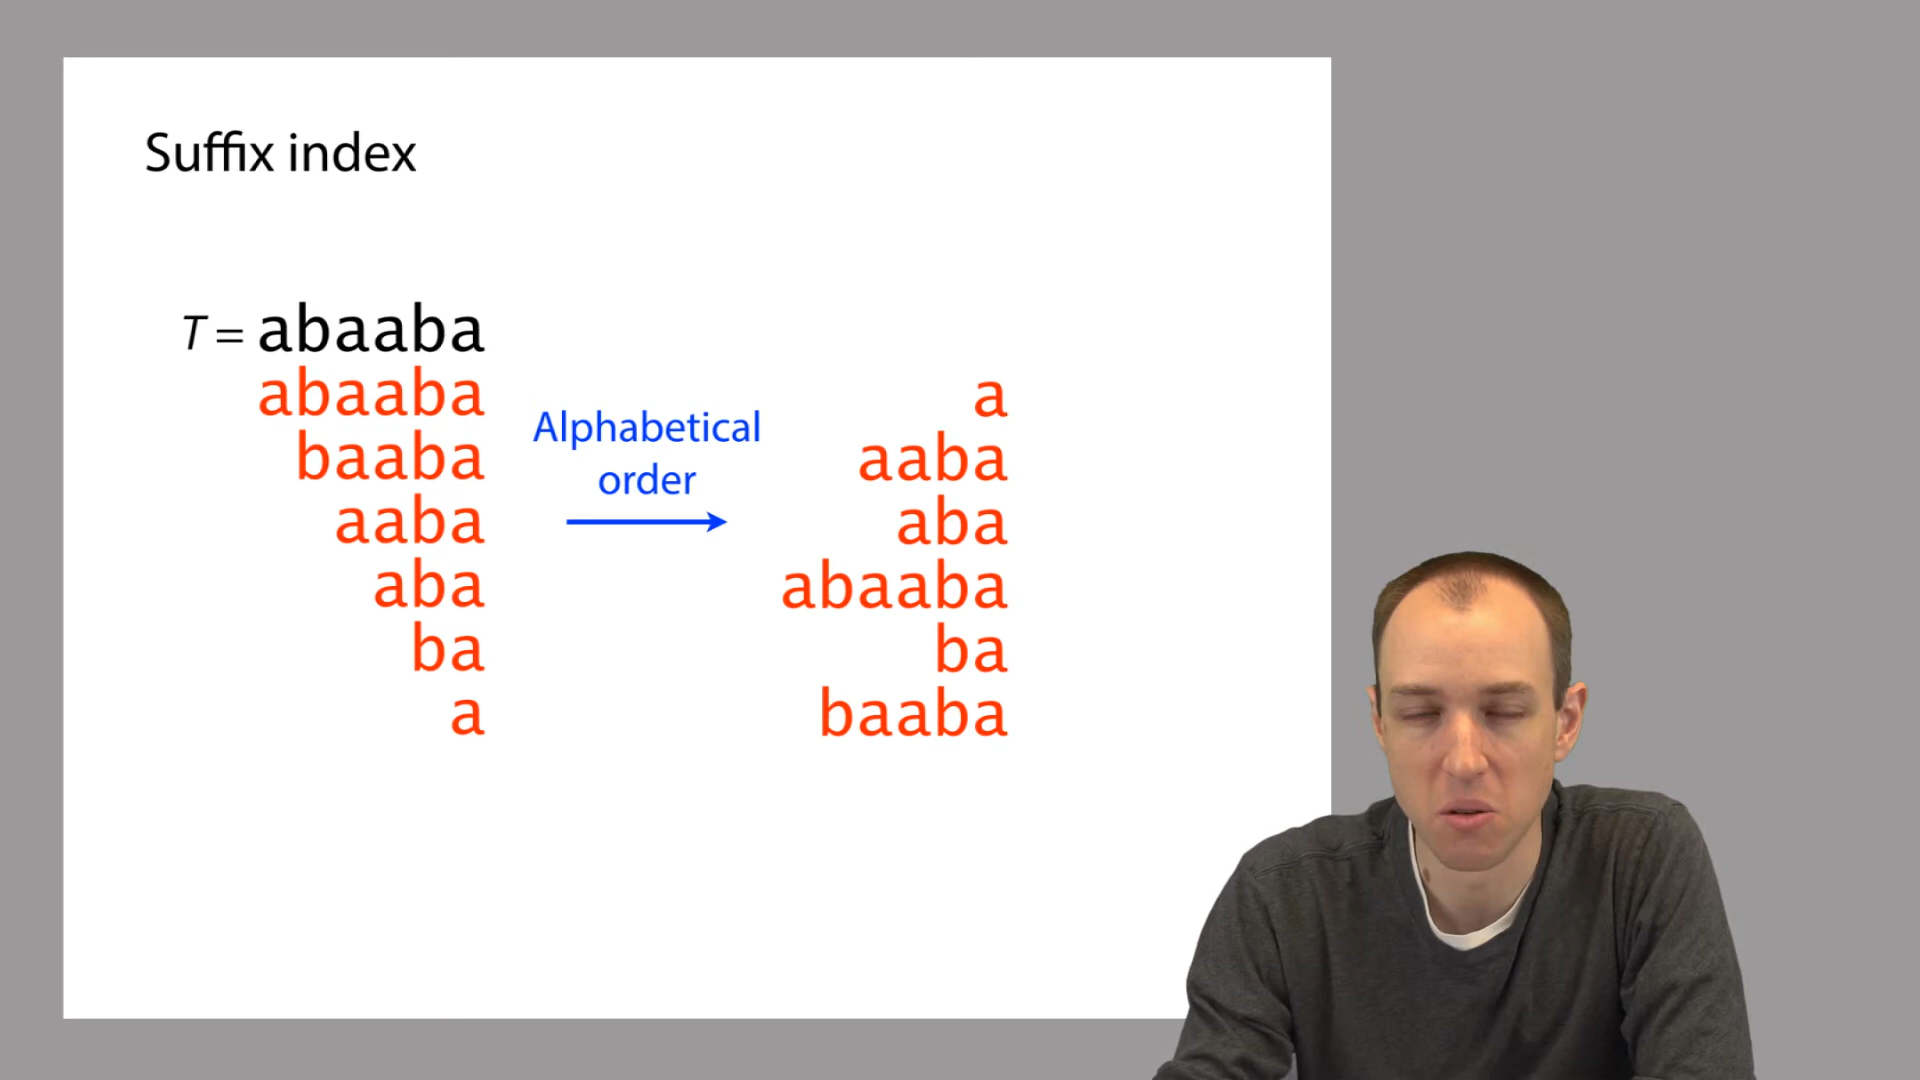 Suffix index
T = abaaba
abaaba
baaba
aaba
aba
ba
a
Alphabetical
order
a
aaba
aba
abaaba
ba
baaba